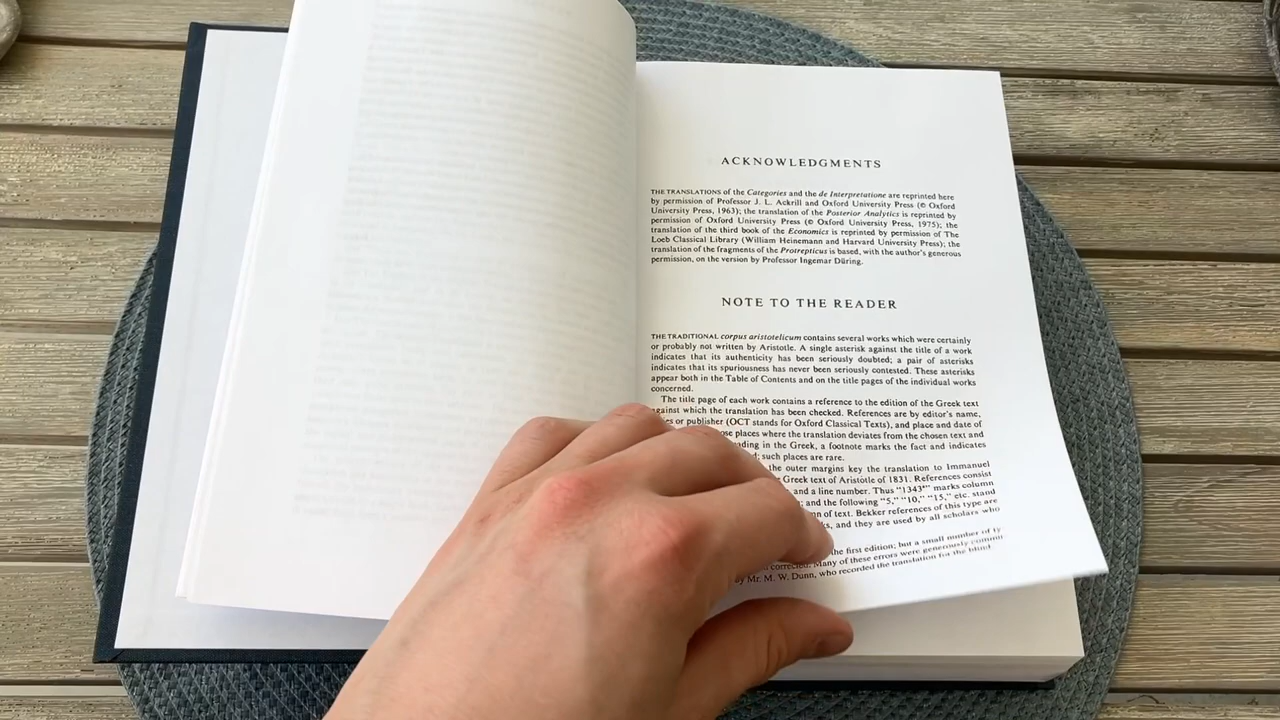 ACKNOWLEDGMENTS
THE TRANSLATIONS of the Categories and the de Interpretatione are reprinted here
by permission of Professor J. L. Ackrill and Oxford University Press (© Oxford
University Press, 1963); the translation of the Posterior Analytics is reprinted by
permission of Oxford University Press (© Oxford University Press, 1975); the
translation of the third book of the Economics is reprinted by permission of The
Loeb Classical Library (William Heinemann and Harvard University Press); the
translation of the fragments of the Protrepticus is based, with the author's generous
permission, on the version by Professor Ingemar Düring.
NOTE TO THE READER
THE TRADITIONAL corpus aristotelicum contains several works which were certainly
or probably not written by Aristotle. A single asterisk against the title of a work
indicates that its authenticity has been seriously doubted; a pair of asterisks
indicates that its spuriousness has never been seriously contested. These asterisks
appear both in the Table of Contents and on the title pages of the individual works
concerned.
The title page of each work contains a reference to the edition of the Greek text
against which the translation has been checked. References are by editor's name,
or publisher (OCT stands for Oxford Classical Texts), and place and date of
places where the translation deviates from the chosen text and
in the Greek, a footnote marks the fact and indicates
such places are rare.
the outer margins key the translation to Immanuel
Greek text of Aristotle of 1831. References consist
and a line number. Thus "1343a" marks column
and the following "5," "10," "15," etc. stand
of text. Bekker references of this type are
and they are used by all scholars who
the first edition; but a small number of ty
corrected. Many of these errors were generously commit
by Mr. M. W. Dunn, who recorded the translation for the blind.